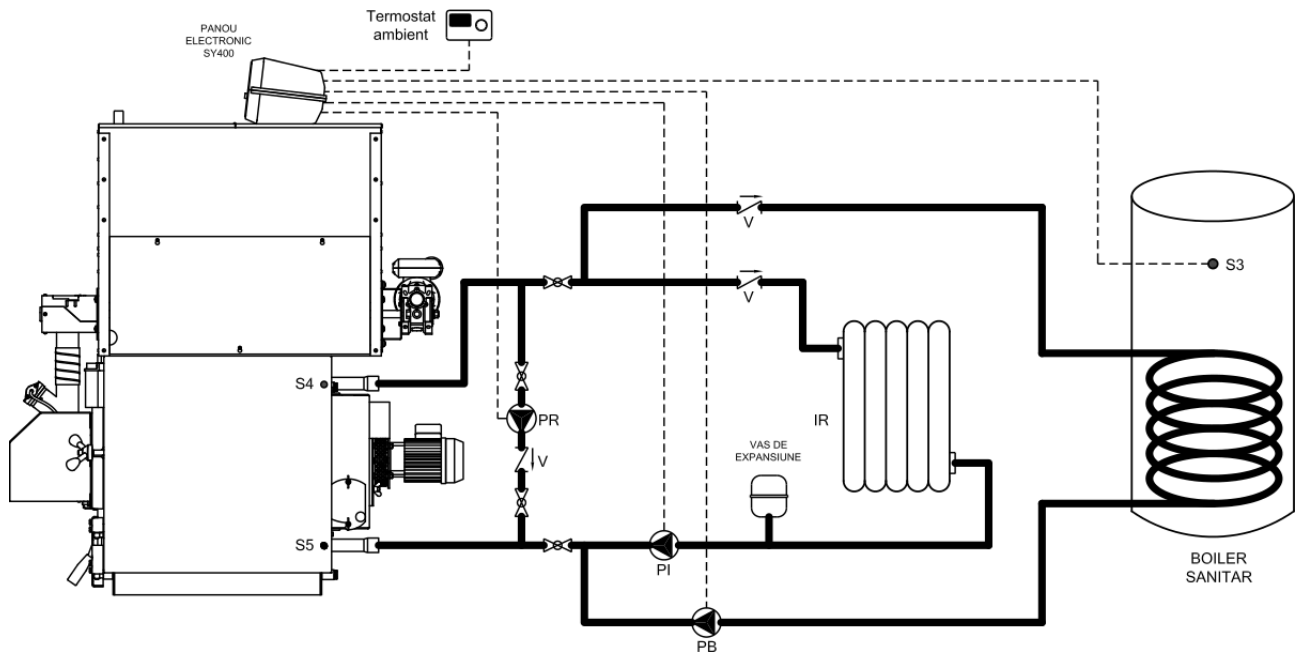 PANOU
ELECTRONIC
SY400
Termostat
ambient
V
S3
V
S4
PR
IR
V
VAS DE
EXPANSIUNE
S5
PI
BOILER
SANITAR
PB